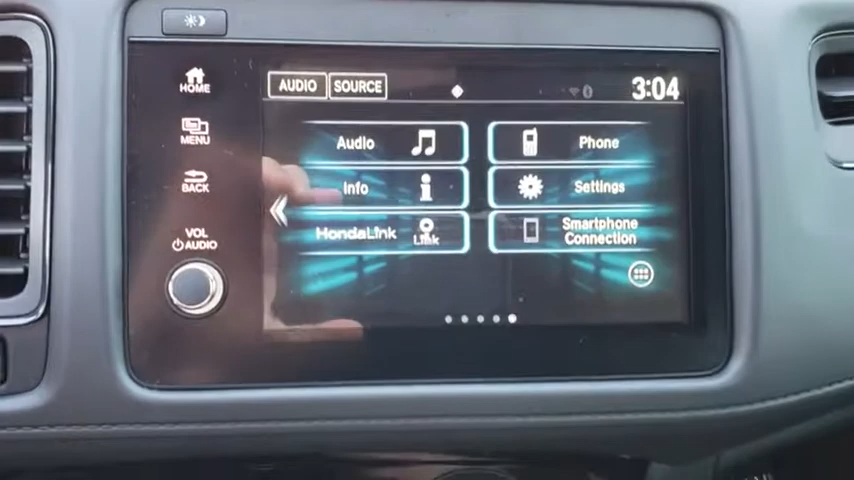 HOME
MENU
BACK
VOL
AUDIO
AUDIO SOURCE
3:04
Audio
Phone
Info
Settings
HondaLink
Link
Smartphone
Connection